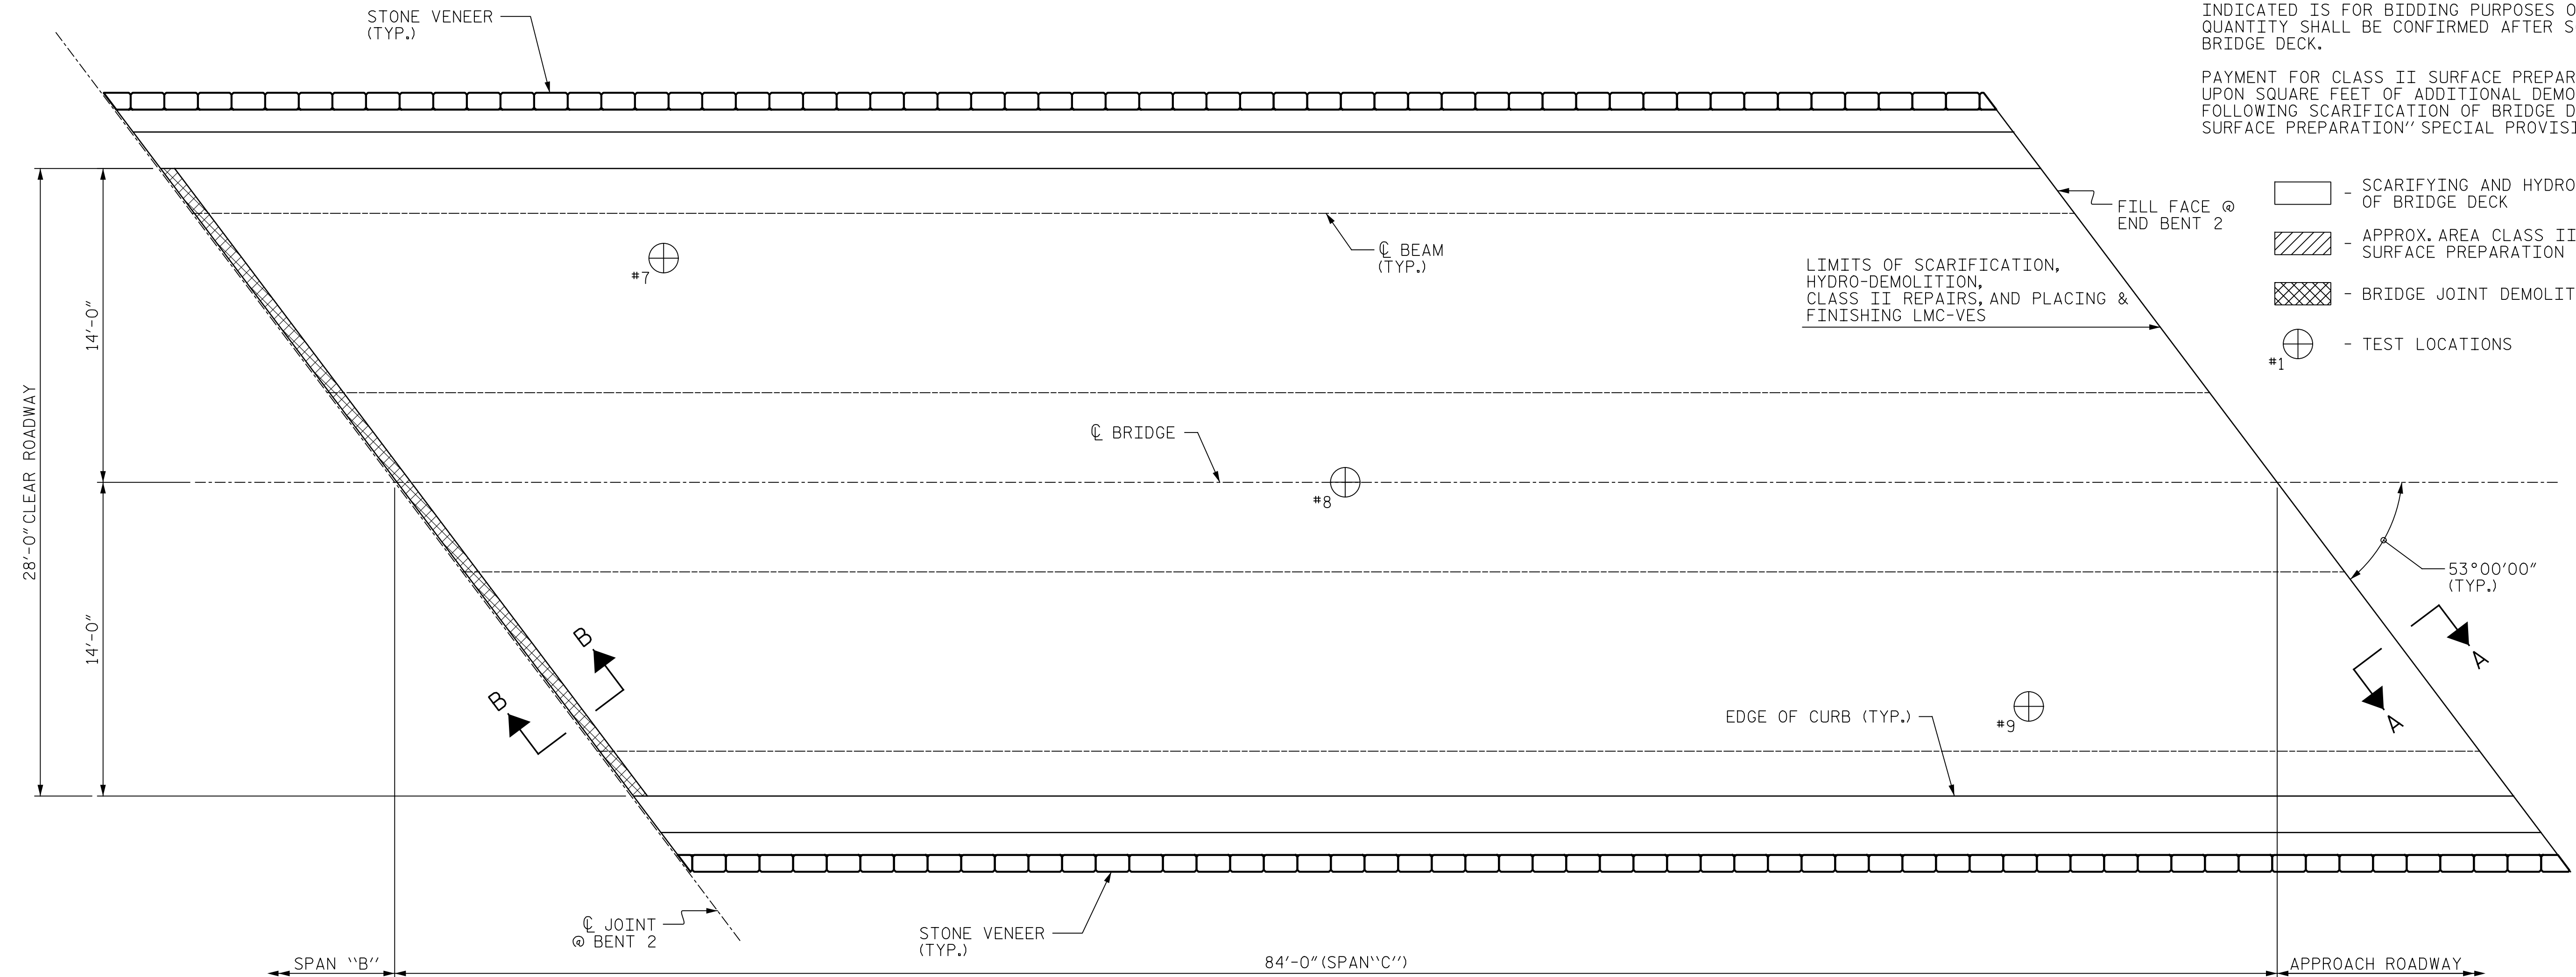 STONE VENEER
(TYP.)
INDICATED IS FOR BIDDING PURPOSES
QUANTITY SHALL BE CONFIRMED AFTER
BRIDGE DECK.
PAYMENT FOR CLASS II SURFACE
UPON SQUARE FEET OF ADDITIONAL
FOLLOWING SCARIFICATION OF BRIDGE
SURFACE PREPARATION" SPECIAL
SCARIFYING AND
OF BRIDGE DECK
- APPROX. AREA CLASS II
SURFACE PREPARATION
- BRIDGE JOINT
- TEST LOCATIONS
#1
FILL FACE @
END BENT 2
℄ BEAM
(TYP.)
#7
LIMITS OF SCARIFICATION,
HYDRO-DEMOLITION,
CLASS II REPAIRS, AND PLACING &
FINISHING LMC-VES
14'-0"
28'-0" CLEAR ROADWAY
℄ BRIDGE
#8
53°00'00"
(TYP.)
14'-0"
B
B
A
A
EDGE OF CURB (TYP.)
#9
℄ JOINT
@ BENT 2
STONE VENEER
(TYP.)
SPAN "B"
84'-0" (SPAN "C")
APPROACH ROADWAY